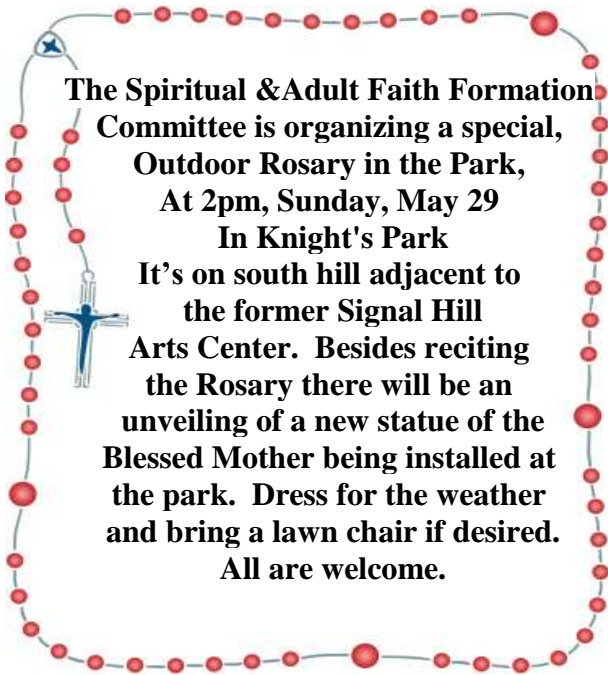 The Spiritual &Adult Faith Formation
Committee is organizing a special,
Outdoor Rosary in the Park,
At 2pm, Sunday, May 29
In Knight's Park
It’s on south hill adjacent to
the former Signal Hill
Arts Center.  Besides reciting
the Rosary there will be an
unveiling of a new statue of the
Blessed Mother being installed at
the park.  Dress for the weather
and bring a lawn chair if desired.
All are welcome.